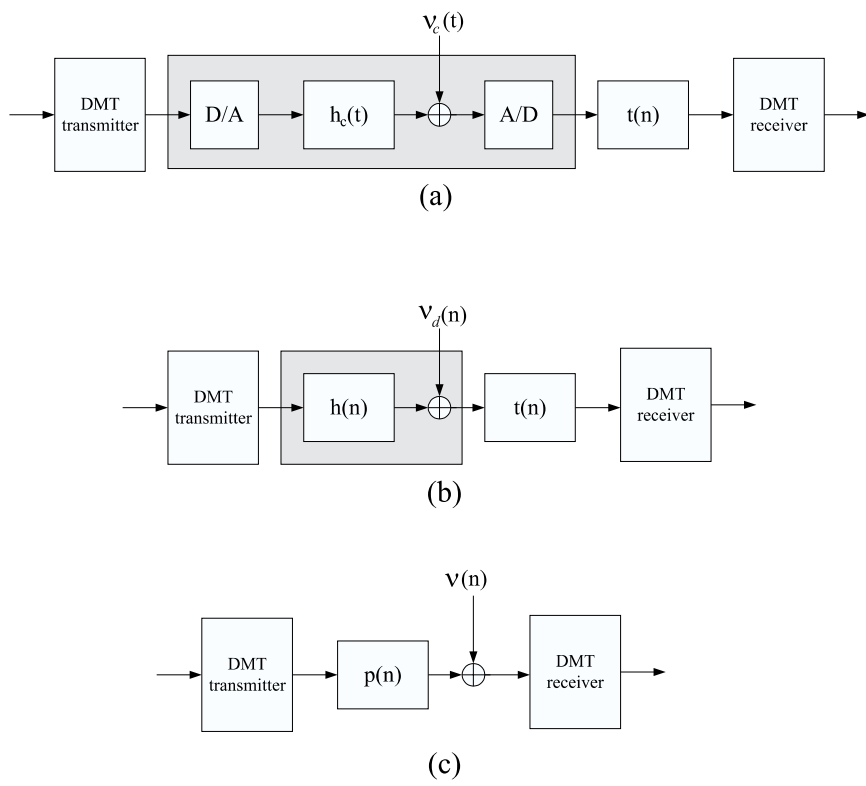 ν_c(t)
DMT
transmitter
D/A
h_c(t)
A/D
t(n)
DMT
receiver
(a)
ν_d(n)
DMT
transmitter
h(n)
t(n)
DMT
receiver
(b)
ν(n)
DMT
transmitter
p(n)
DMT
receiver
(c)